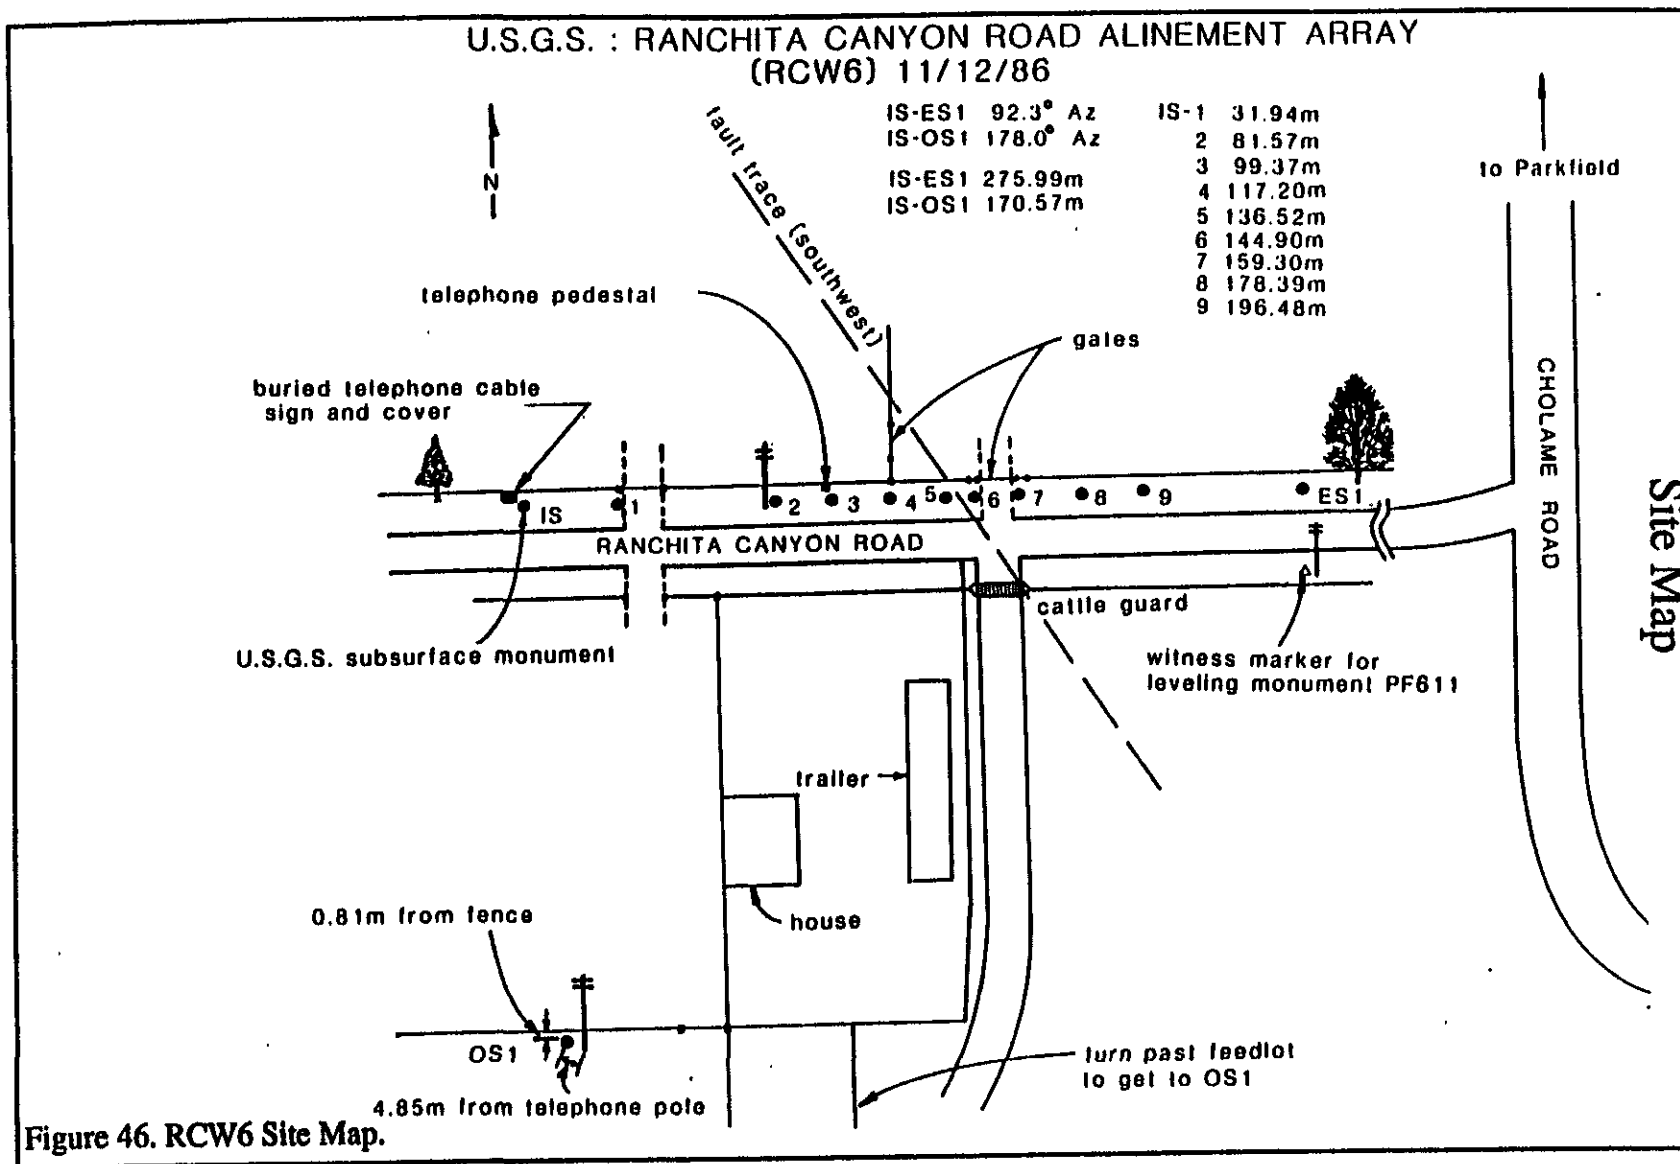 U.S.G.S. : RANCHITA CANYON ROAD ALINEMENT ARRAY
(RCW6) 11/12/86
IS-ES1 92.3° Az
IS-OS1 178.0° Az
IS-ES1 275.99m
IS-OS1 170.57m
IS-1 31.94m
2 81.57m
3 99.37m
4 117.20m
5 136.52m
6 144.90m
7 159.30m
8 178.39m
9 196.48m
to Parkfield
N
fault trace (southwest)
telephone pedestal
gates
buried telephone cable
sign and cover
CHOLAME ROAD
IS
1
2
3
4
5
6
7
8
9
ES1
RANCHITA CANYON ROAD
cattle guard
U.S.G.S. subsurface monument
witness marker for
leveling monument PF611
trailer
house
0.81m from fence
OS1
turn past feedlot
to get to OS1
4.85m from telephone pole
Figure 46. RCW6 Site Map.
Site Map